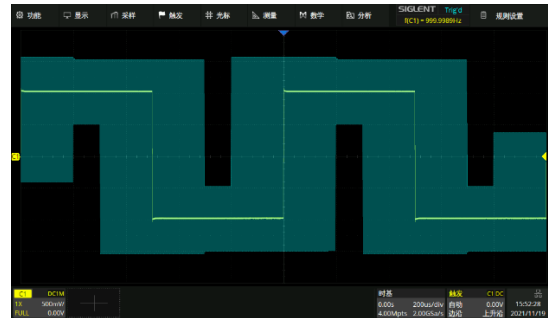 功能 显示 采样 触发 光标 测量 数学 分析 SIGLENT Trig'd 规则设置
f(C1) = 999.9989Hz
C1
C1 DC1M 时基 触发 C1 DC
1X 500mV/ 0.00s 200us/div 自动 0.00V 15:52:28
FULL 0.00V 4.00Mpts 2.00GSa/s 边沿 上升沿 2021/11/19